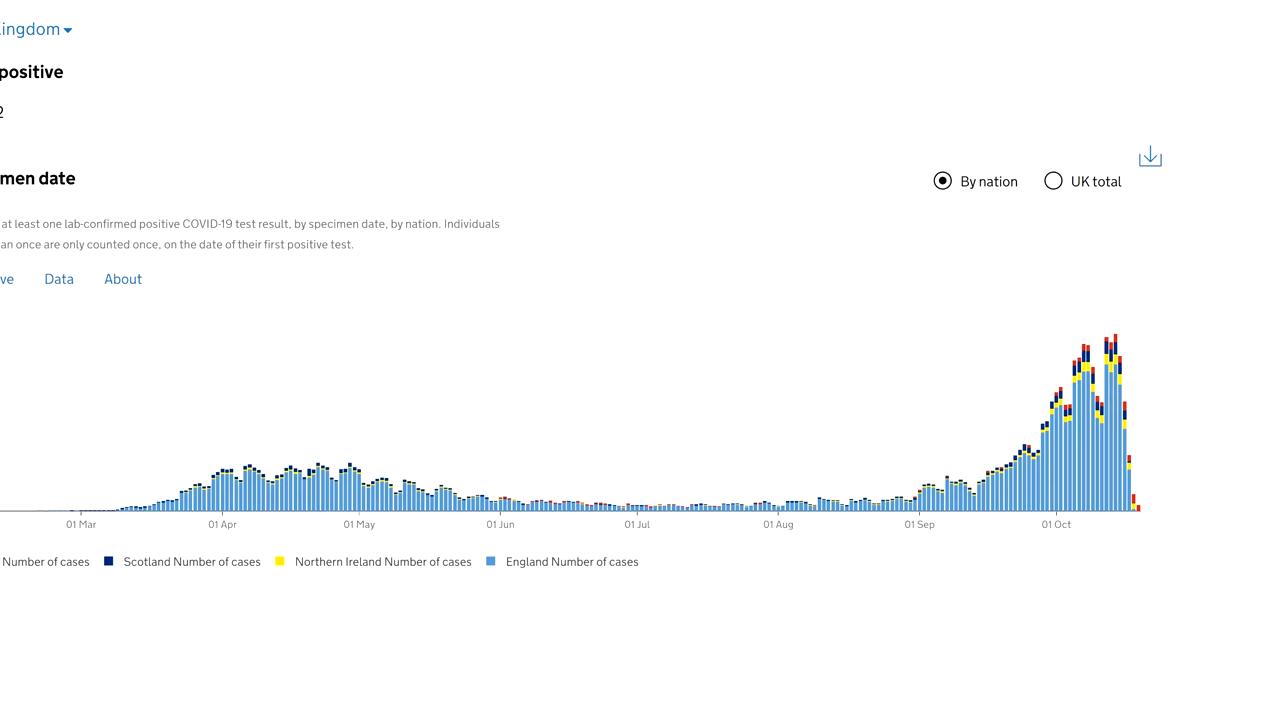 Kingdom
positive
2
men date
By nation
UK total
at least one lab-confirmed positive COVID-19 test result, by specimen date, by nation. Individuals
an once are only counted once, on the date of their first positive test.
ve Data About
01 Mar 01 Apr 01 May 01 Jun 01 Jul 01 Aug 01 Sep 01 Oct
Number of cases Scotland Number of cases Northern Ireland Number of cases England Number of cases